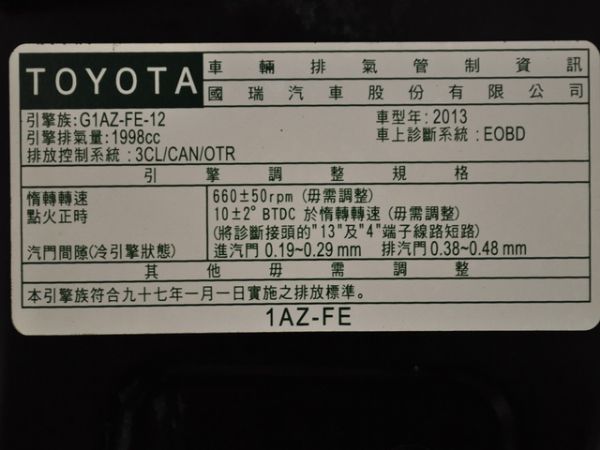 TOYOTA 車輛排氣管制資訊
國瑞汽車股份有限公司
引擎族:G1AZ-FE-12 車型年:2013
引擎排氣量:1998cc 車上診斷系統:EOBD
排放控制系統:3CL/CAN/OTR
引擎調整規格
惰轉轉速 660±50rpm (毋需調整)
點火正時 10±2° BTDC 於惰轉轉速 (毋需調整)
(將診斷接頭的"13"及"4"端子線路短路)
汽門間隙(冷引擎狀態) 進汽門 0.19~0.29 mm 排汽門 0.38~0.48 mm
其他毋需調整
本引擎族符合九十七年一月一日實施之排放標準。
1AZ-FE